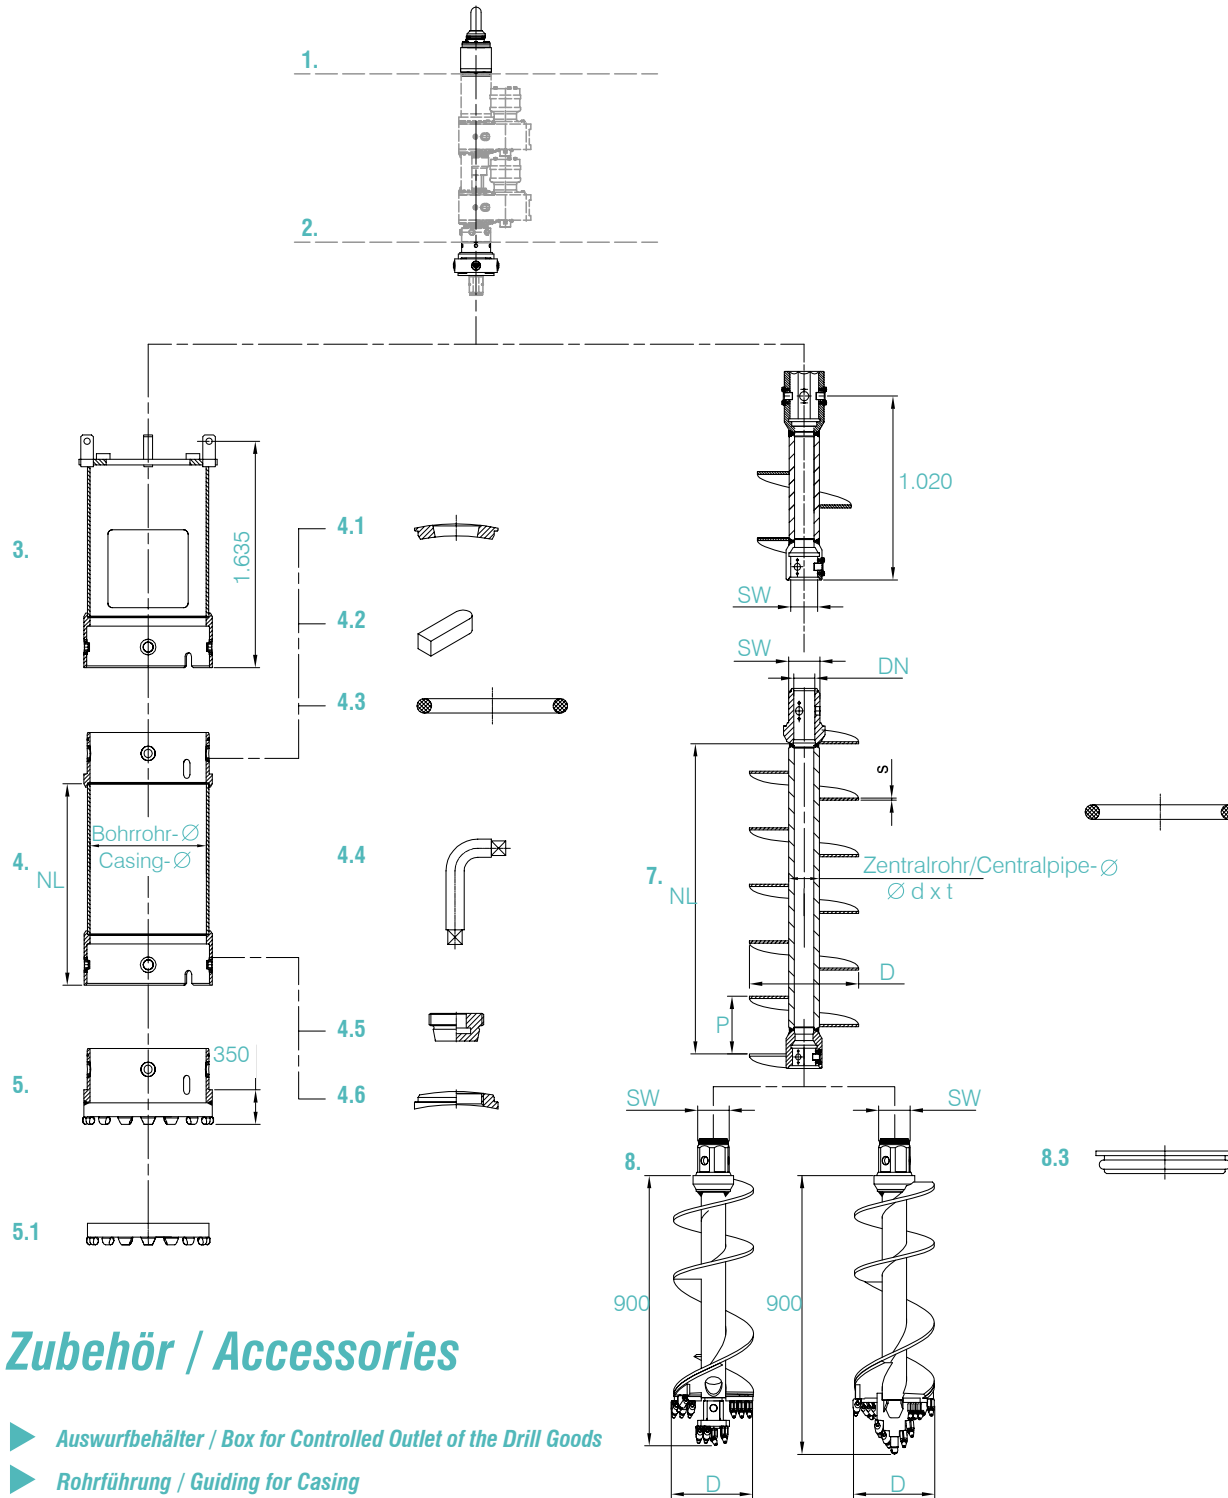 1.
2.
3.
1.635
4.1
4.2
4.3
1.020
SW
SW
DN
s
4.
NL
Bohrrohr-Ø
Casing-Ø
4.4
7.
NL
Zentralrohr/Centralpipe-Ø
Ø d x t
D
P
4.5
4.6
5.
350
5.1
SW
SW
8.
8.3
900
900
D
D
Zubehör / Accessories
Auswurfbehälter / Box for Controlled Outlet of the Drill Goods
Rohrführung / Guiding for Casing